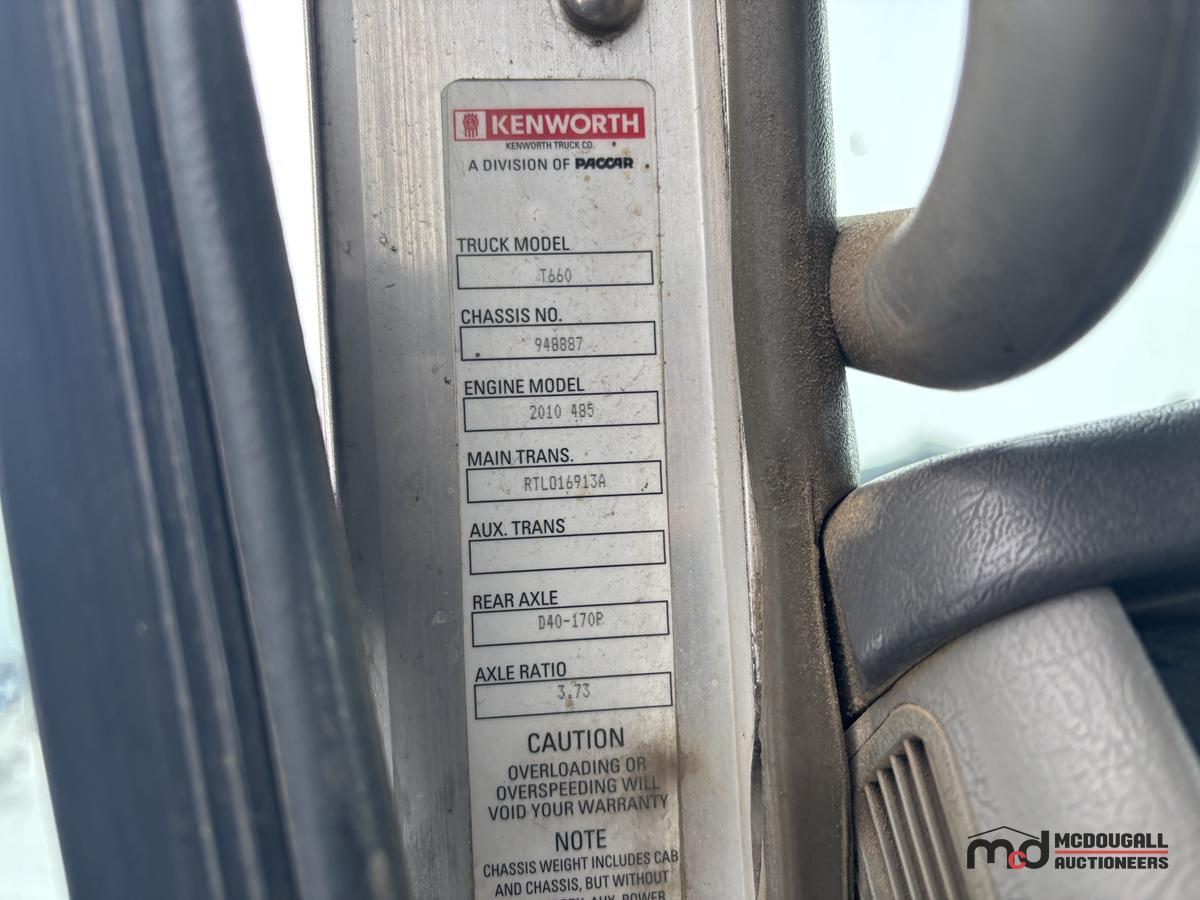 KENWORTH
KENWORTH TRUCK CO.
A DIVISION OF PACCAR
TRUCK MODEL
T660
CHASSIS NO.
948887
ENGINE MODEL
2010 485
MAIN TRANS.
RTLO16913A
AUX. TRANS
REAR AXLE
D40-170P
AXLE RATIO
3.73
CAUTION
OVERLOADING OR
OVERSPEEDING WILL
VOID YOUR WARRANTY
NOTE
CHASSIS WEIGHT INCLUDES CAB
AND CHASSIS, BUT WITHOUT
mcD MCDOUGALL
AUCTIONEERS